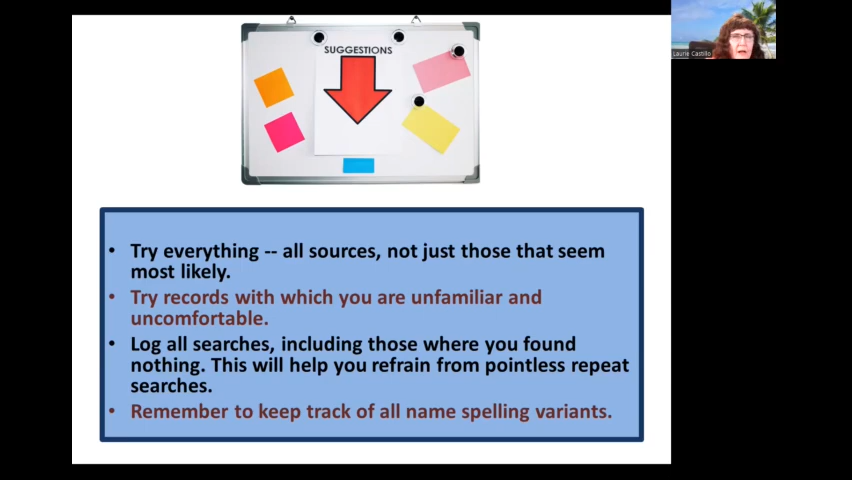 Laurie Castillo
SUGGESTIONS
• Try everything -- all sources, not just those that seem
most likely.
• Try records with which you are unfamiliar and
uncomfortable.
• Log all searches, including those where you found
nothing. This will help you refrain from pointless repeat
searches.
• Remember to keep track of all name spelling variants.